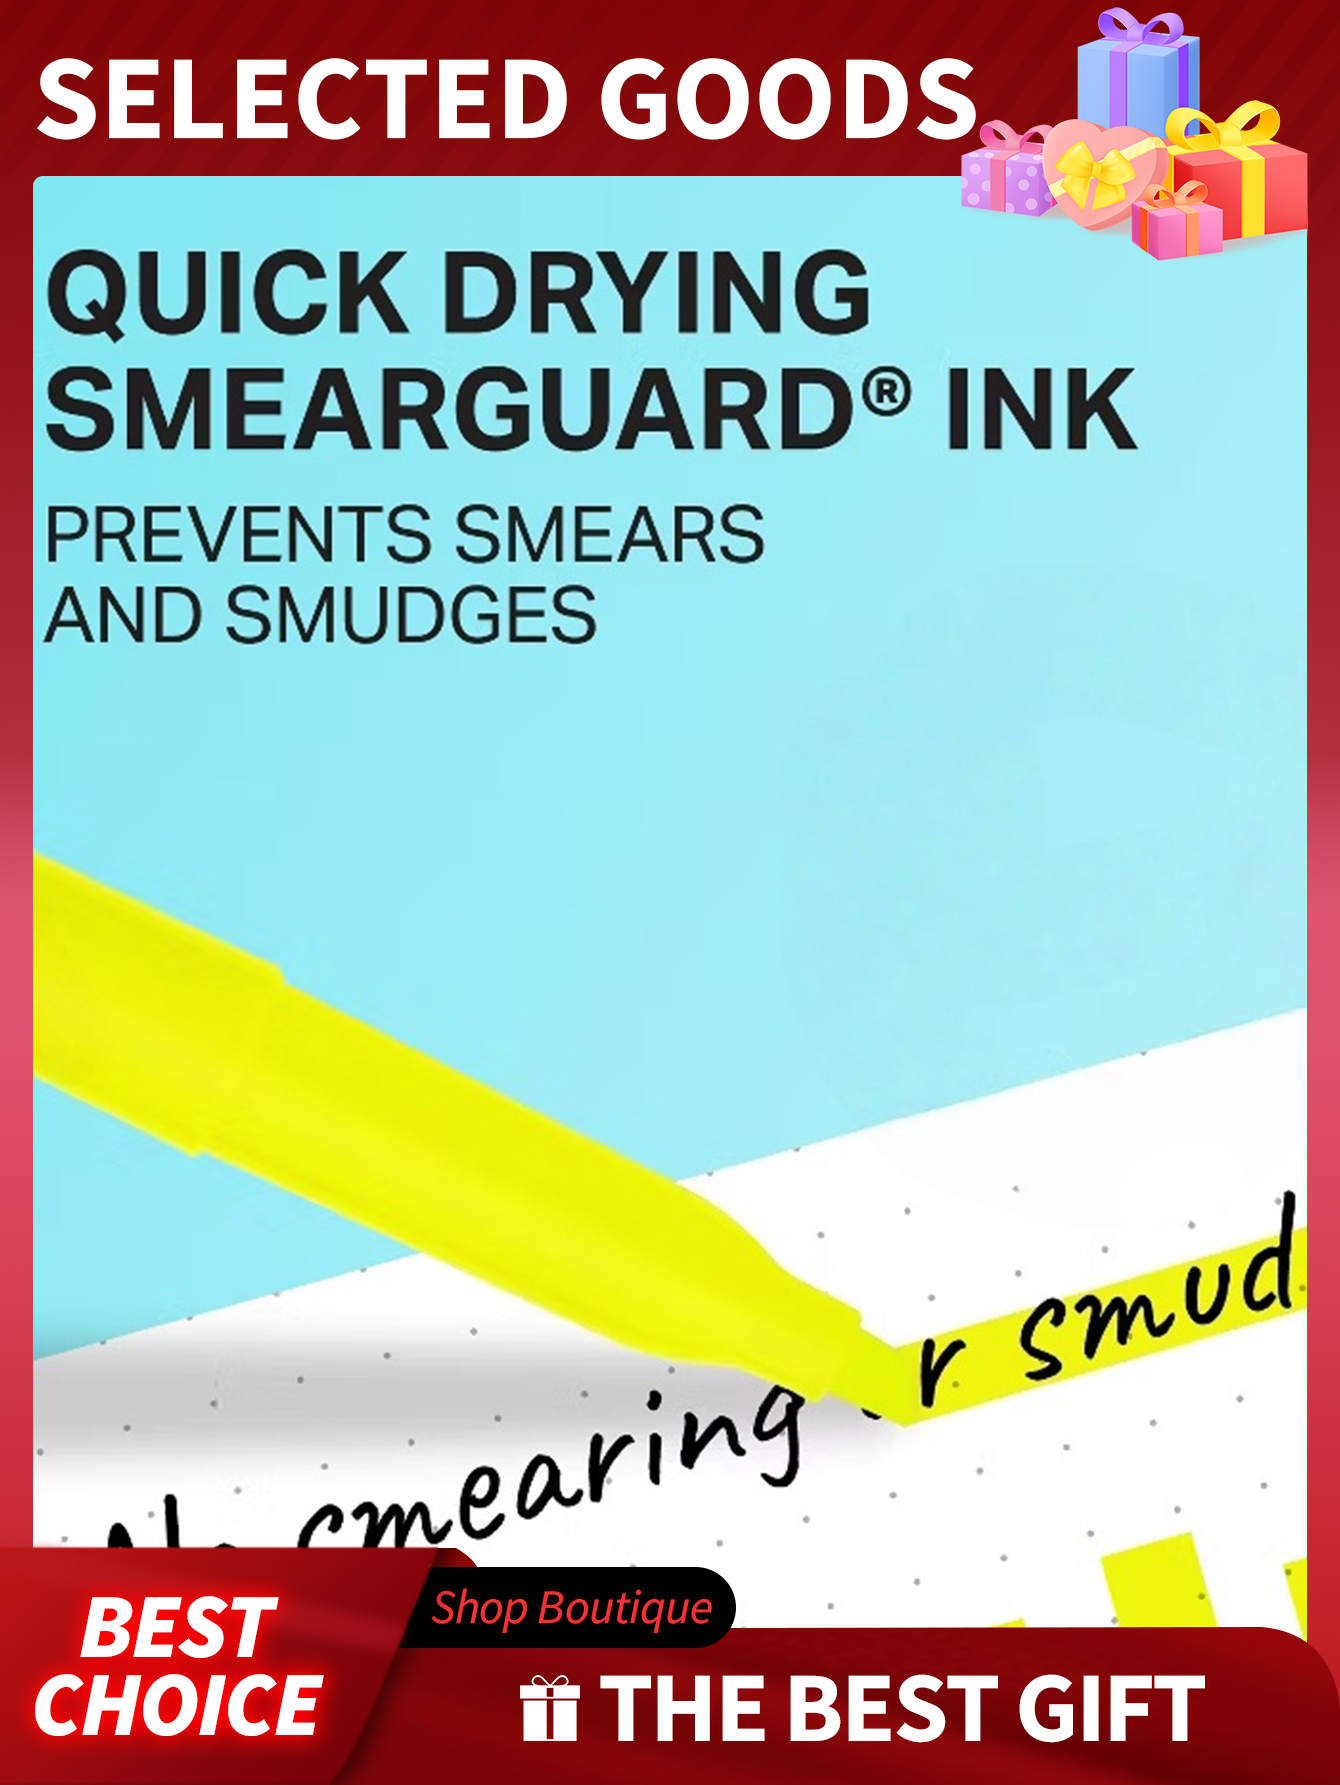 SELECTED GOODS
QUICK DRYING
SMEARGUARD® INK
PREVENTS SMEARS
AND SMUDGES
smearing r smud
BEST
CHOICE
Shop Boutique
THE BEST GIFT